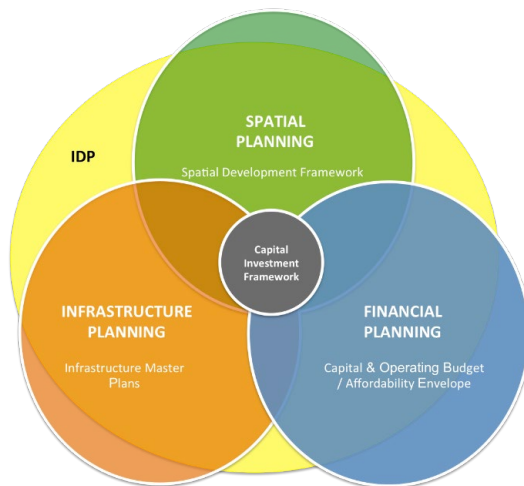 SPATIAL
PLANNING
IDP
Spatial Development Framework
Capital
Investment
Framework
INFRASTRUCTURE
PLANNING
Infrastructure Master
Plans
FINANCIAL
PLANNING
Capital & Operating Budget
/ Affordability Envelope